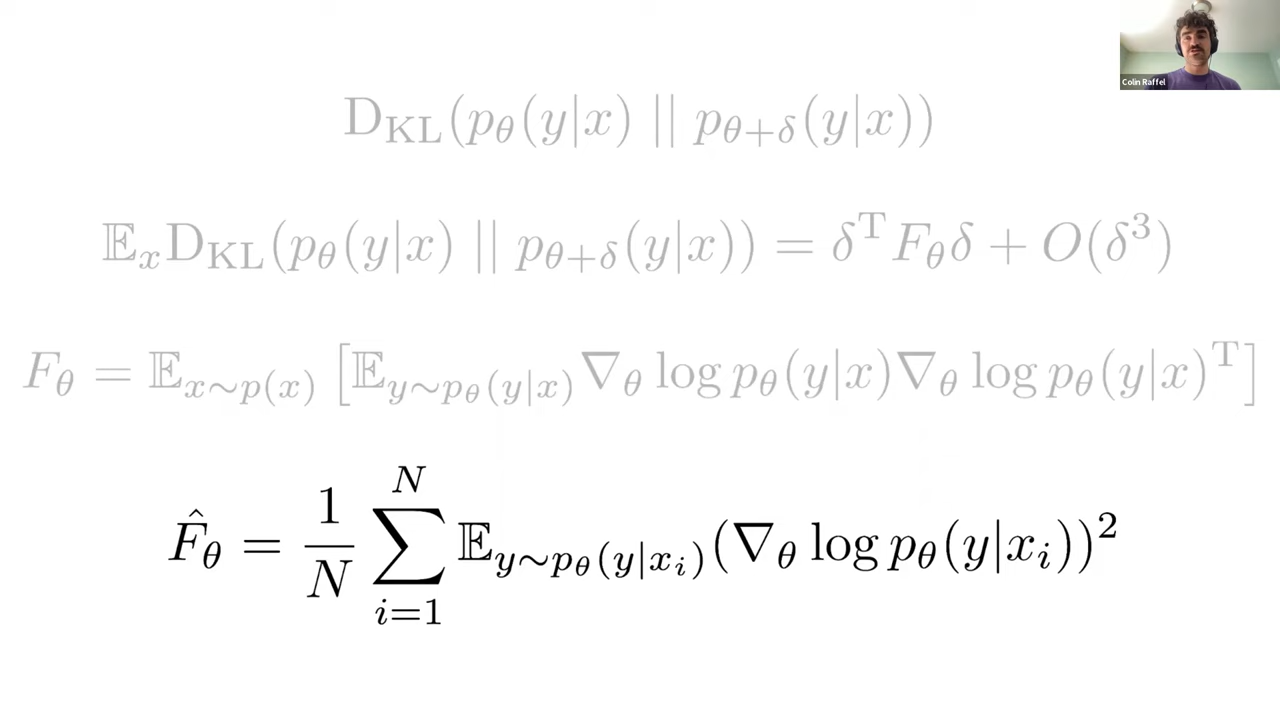 Colin Raffel
D_KL(p_θ(y|x) || p_{θ+δ}(y|x))
𝔼_x D_KL(p_θ(y|x) || p_{θ+δ}(y|x)) = δ^T F_θ δ + O(δ^3)
F_θ = 𝔼_{x∼p(x)} [𝔼_{y∼p_θ(y|x)} ∇_θ log p_θ(y|x) ∇_θ log p_θ(y|x)^T]
F̂_θ = \frac{1}{N} \sum_{i=1}^{N} 𝔼_{y∼p_θ(y|x_i)} (∇_θ log p_θ(y|x_i))^2